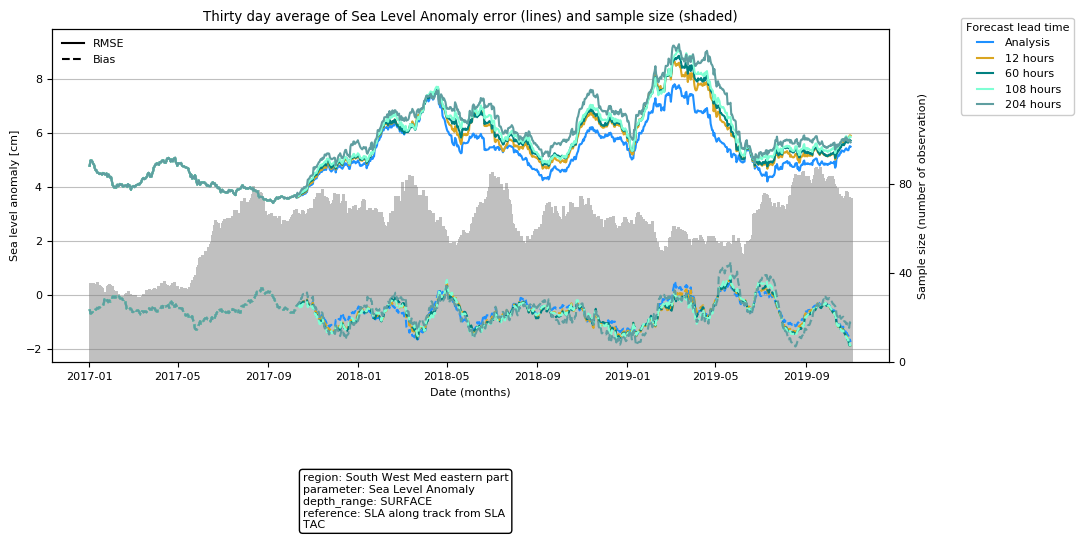 Thirty day average of Sea Level Anomaly error (lines) and sample size (shaded)
RMSE
Bias
Forecast lead time
Analysis
12 hours
60 hours
108 hours
204 hours
Sea level anomaly [cm]
8
6
4
2
0
−2
80
40
0
Sample size (number of observation)
2017-01
2017-05
2017-09
2018-01
2018-05
2018-09
2019-01
2019-05
2019-09
Date (months)
region: South West Med eastern part
parameter: Sea Level Anomaly
depth_range: SURFACE
reference: SLA along track from SLA
TAC